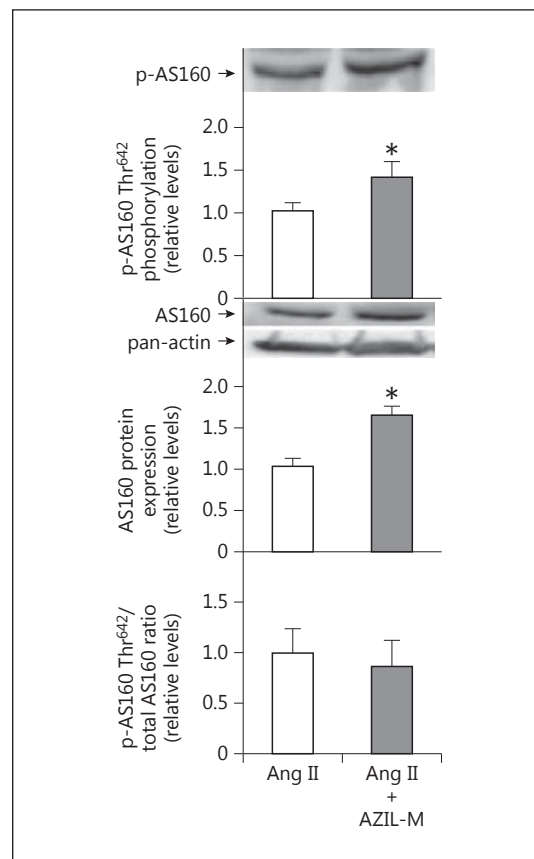 p-AS160
p-AS160 Thr642
phosphorylation
(relative levels)
2.0
1.5
1.0
0.5
0
*
AS160
pan-actin
AS160 protein
expression
(relative levels)
2.0
1.5
1.0
0.5
0
*
p-AS160 Thr642/
total AS160 ratio
(relative levels)
1.5
1.0
0.5
0
Ang II
Ang II
+
AZIL-M